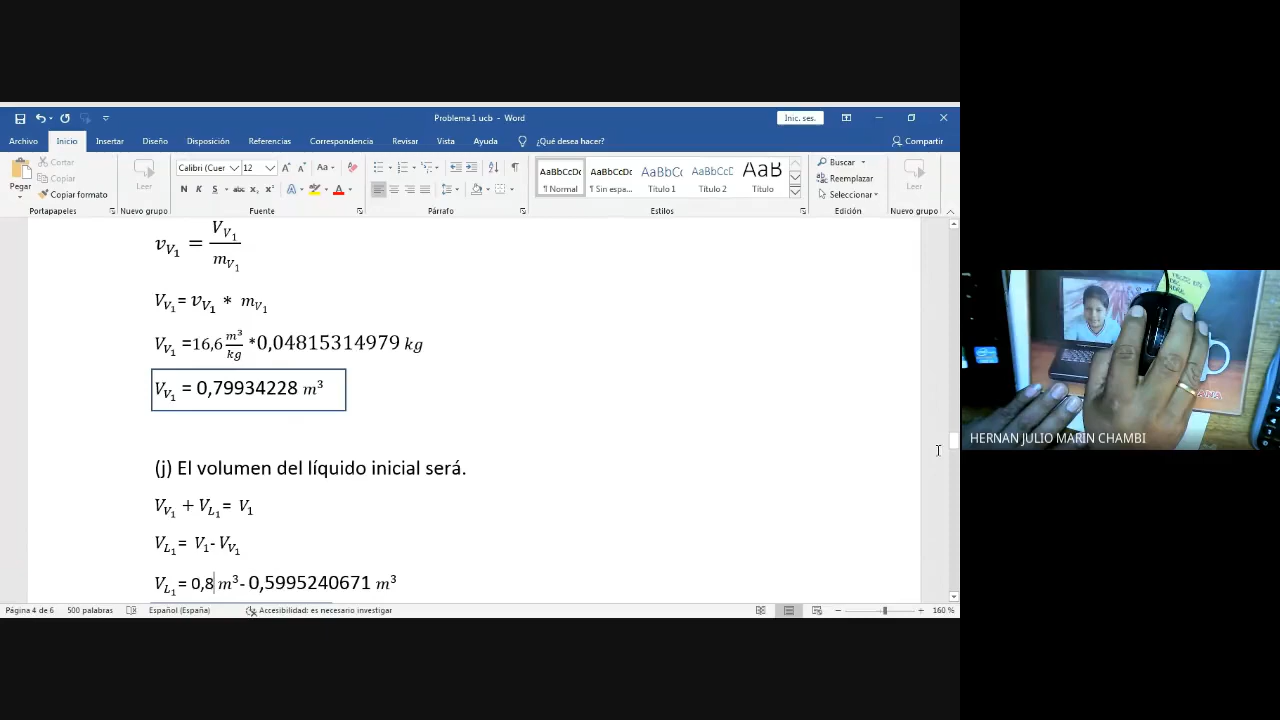 Problema 1 ucb - Word
Inic. ses.
Archivo Inicio Insertar Diseño Disposición Referencias Correspondencia Revisar Vista Ayuda ¿Qué desea hacer? Compartir
Pegar
Cortar
Copiar
Copiar formato
Leer
Calibri (Cuer 12
N K S abc x₂ x²
AaBbCcDc AaBbCcDc AaBbCc AaBbCcD AaB
¶ Normal ¶ Sin espa... Título 1 Título 2 Título
Buscar
Reemplazar
Seleccionar
Leer
Portapapeles Nuevo grupo Fuente Párrafo Estilos Edición Nuevo grupo
v_{V_1} = V_{V_1} / m_{V_1}
V_{V_1}= v_{V_1} * m_{V_1}
V_{V_1} =16,6 m³/kg *0,04815314979 kg
V_{V_1} = 0,79934228 m³
(j) El volumen del líquido inicial será.
V_{V_1} + V_{L_1}= V_1
V_{L_1}= V_1- V_{V_1}
V_{L_1}= 0,8 m³- 0,5995240671 m³
HERNAN JULIO MARIN CHAMBI
Página 4 de 6 500 palabras Español (España) Accesibilidad: es necesario investigar 160 %